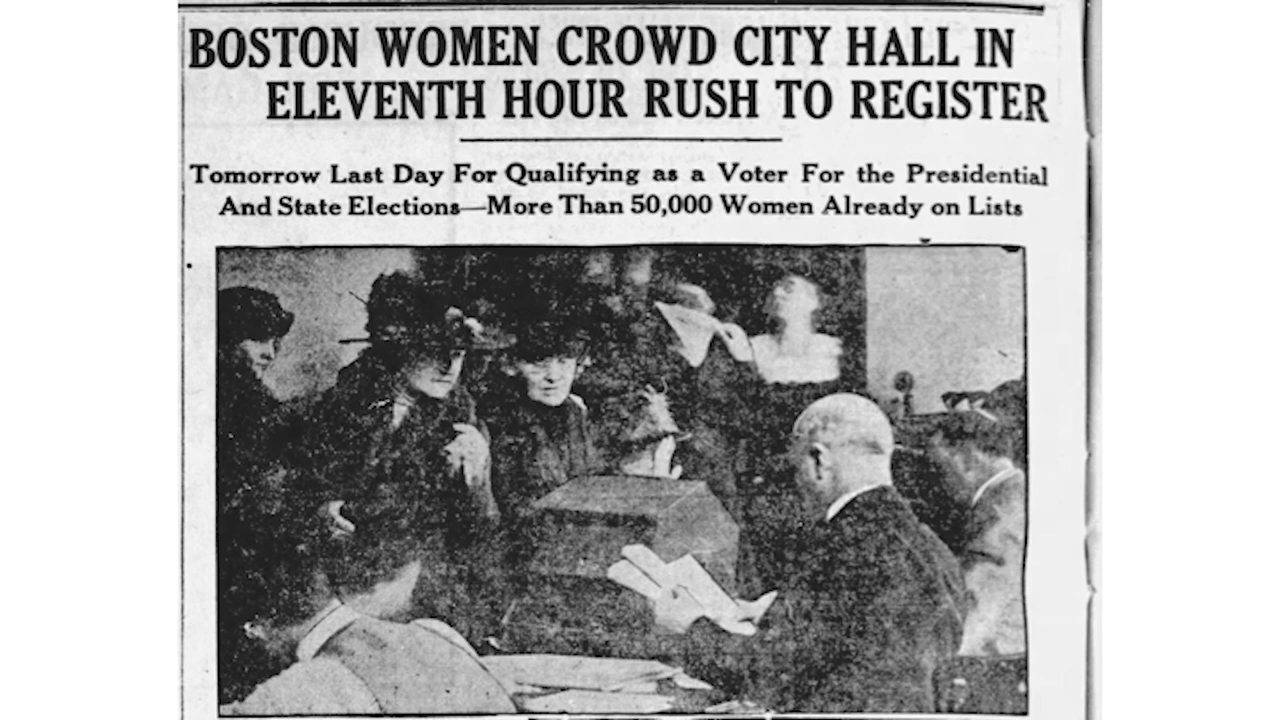 BOSTON WOMEN CROWD CITY HALL IN
ELEVENTH HOUR RUSH TO REGISTER
Tomorrow Last Day For Qualifying as a Voter For the Presidential
And State Elections—More Than 50,000 Women Already on Lists